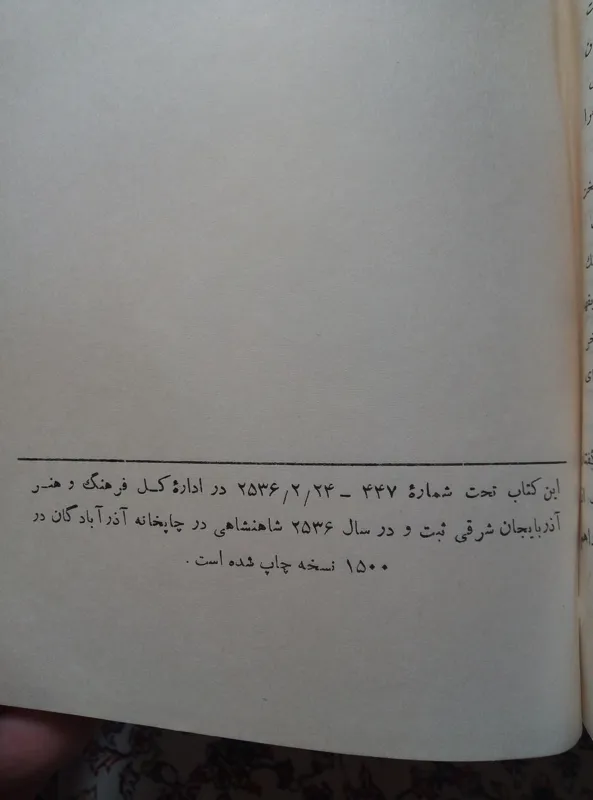 این کتاب تحت شمارهٔ ۴۴۷ – ۲۵۳۶/۲/۲۴ در ادارهٔ کل فرهنگ و هنر
آذربایجان شرقی ثبت و در سال ۲۵۳۶ شاهنشاهی در چاپخانه آذرآبادگان در
۱۵۰۰ نسخه چاپ شده است .